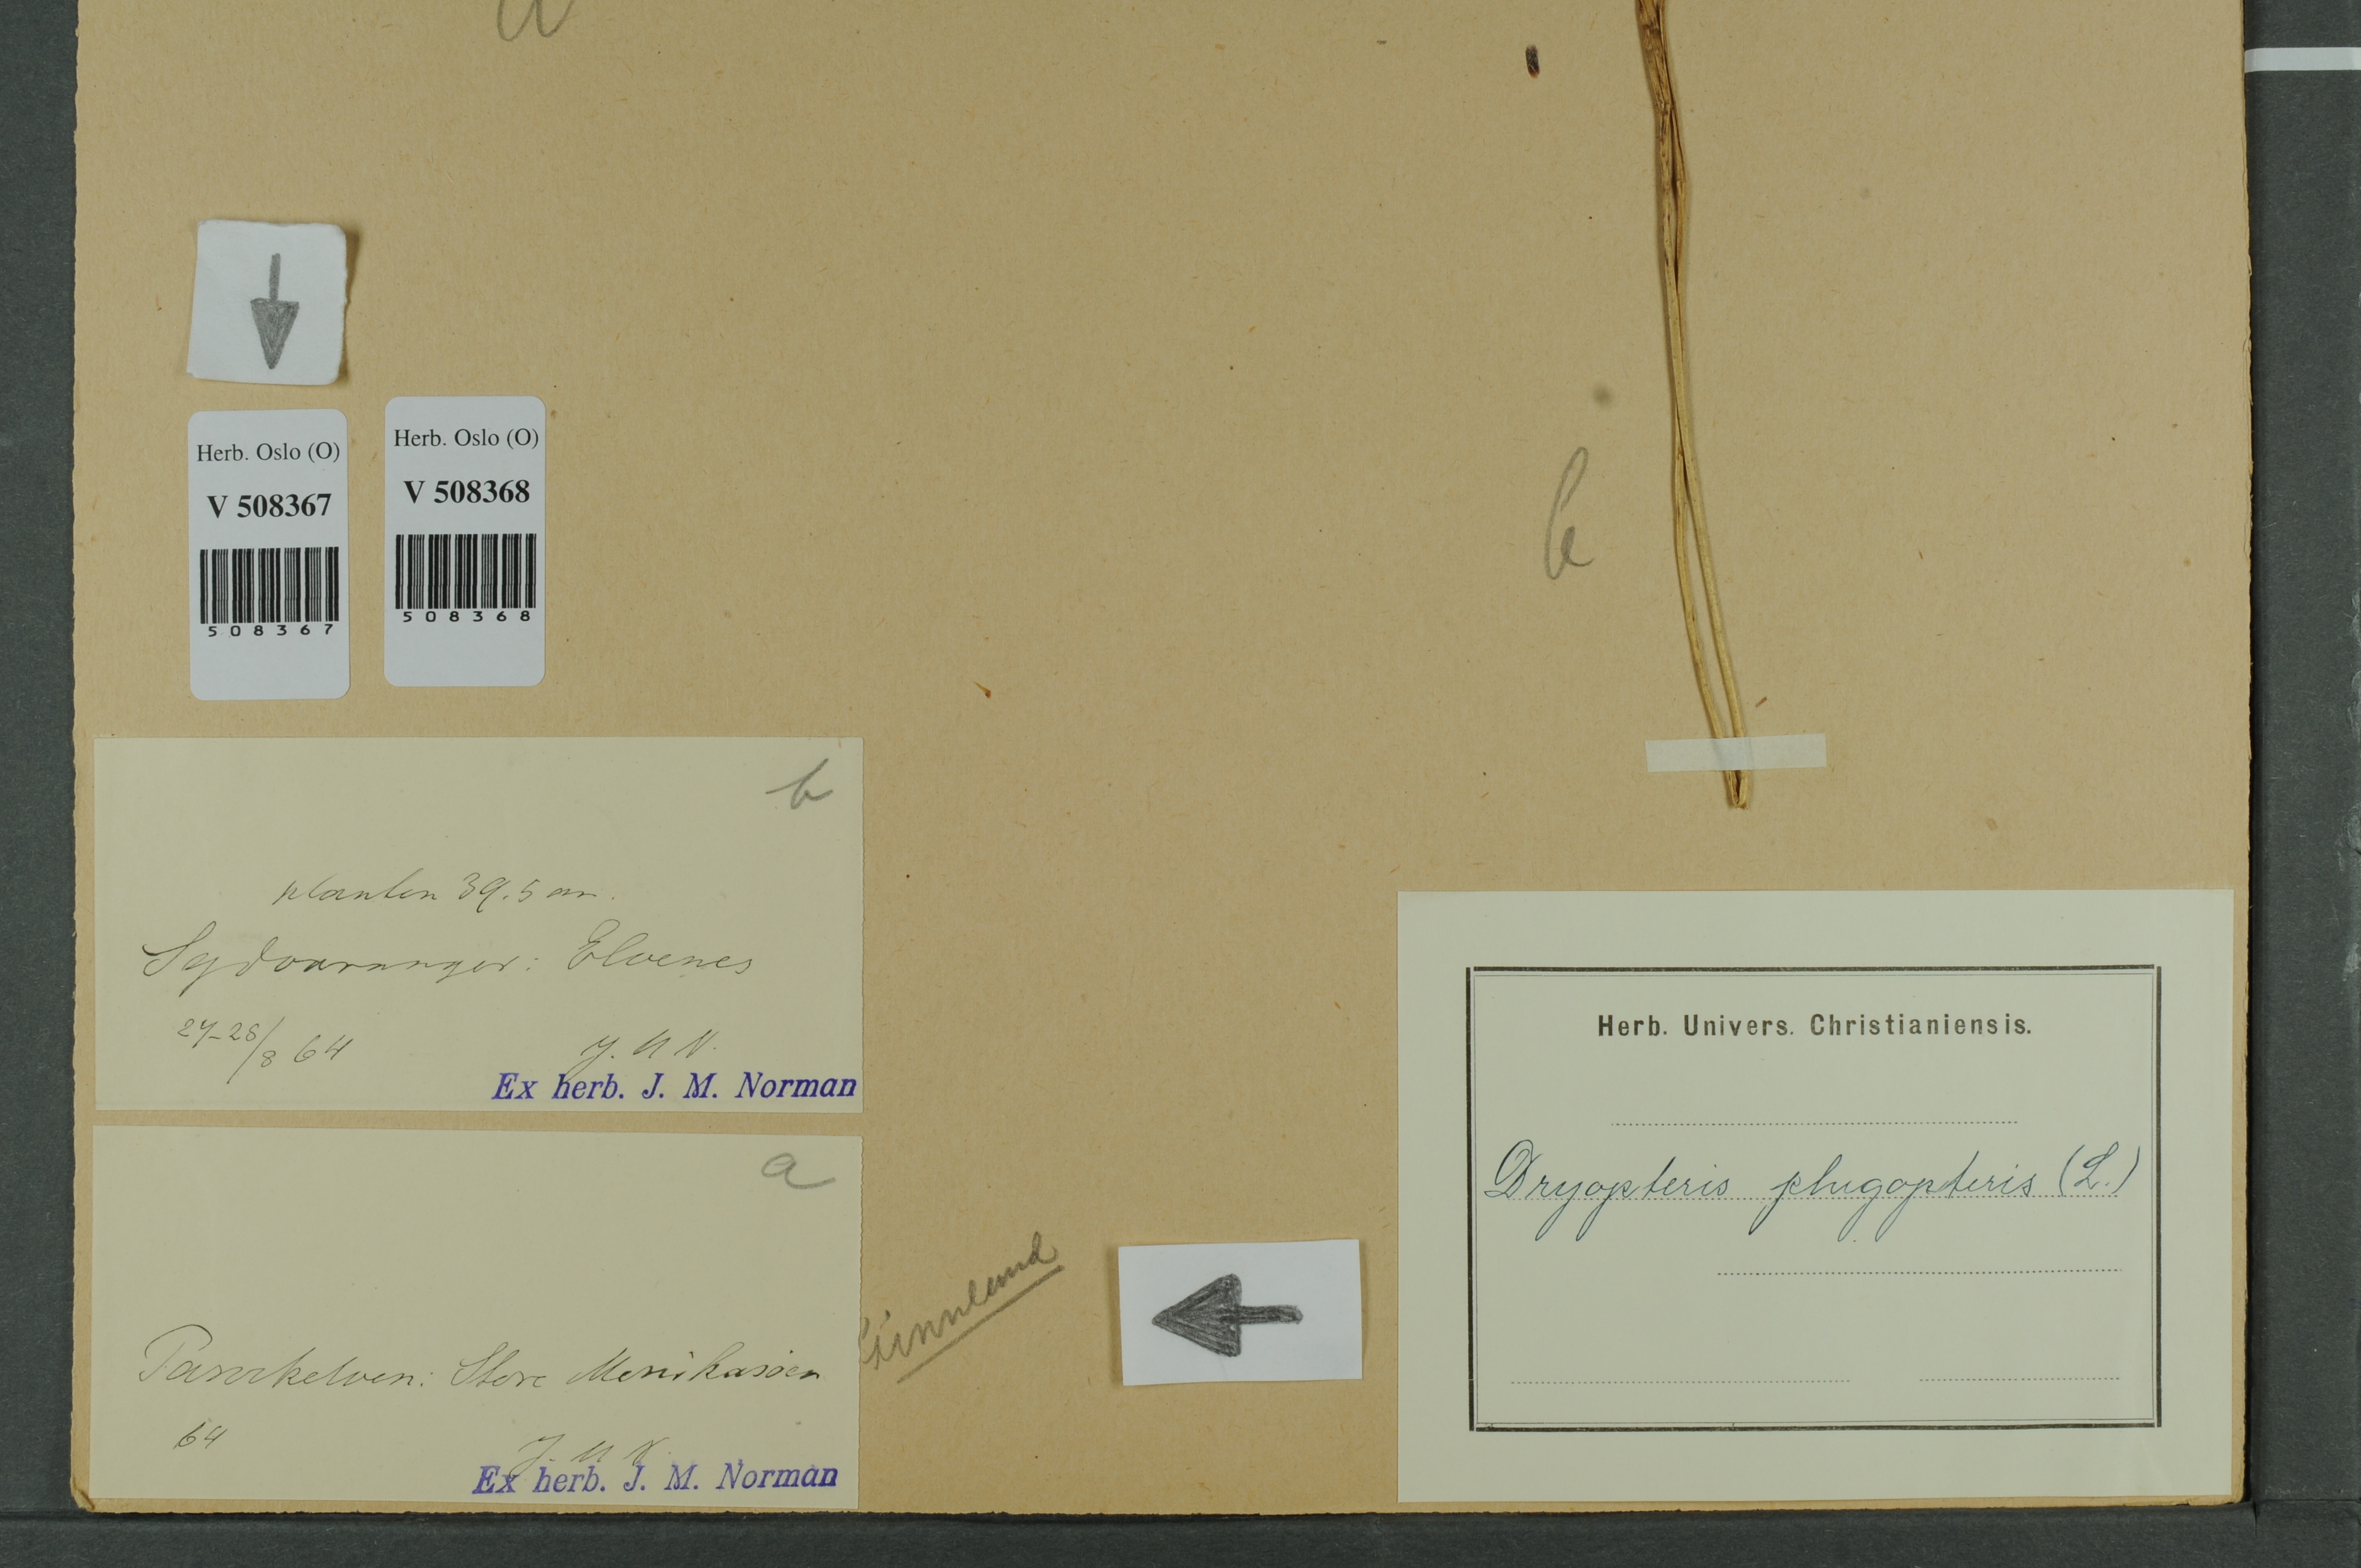 a
Herb. Oslo (O)
V 508367
508367
Herb. Oslo (O)
V 508368
508368
b
b
planten 39.5 cm.
Sydvaranger: Elvenes
27-28/8 64
J. M N.
Ex herb. J. M. Norman
a
Pasvikelven: Store Menikasjøen
64
J. M N.
Ex herb. J. M. Norman
Finnland
Herb. Univers. Christianiensis.
Dryopteris phegopteris (L.)